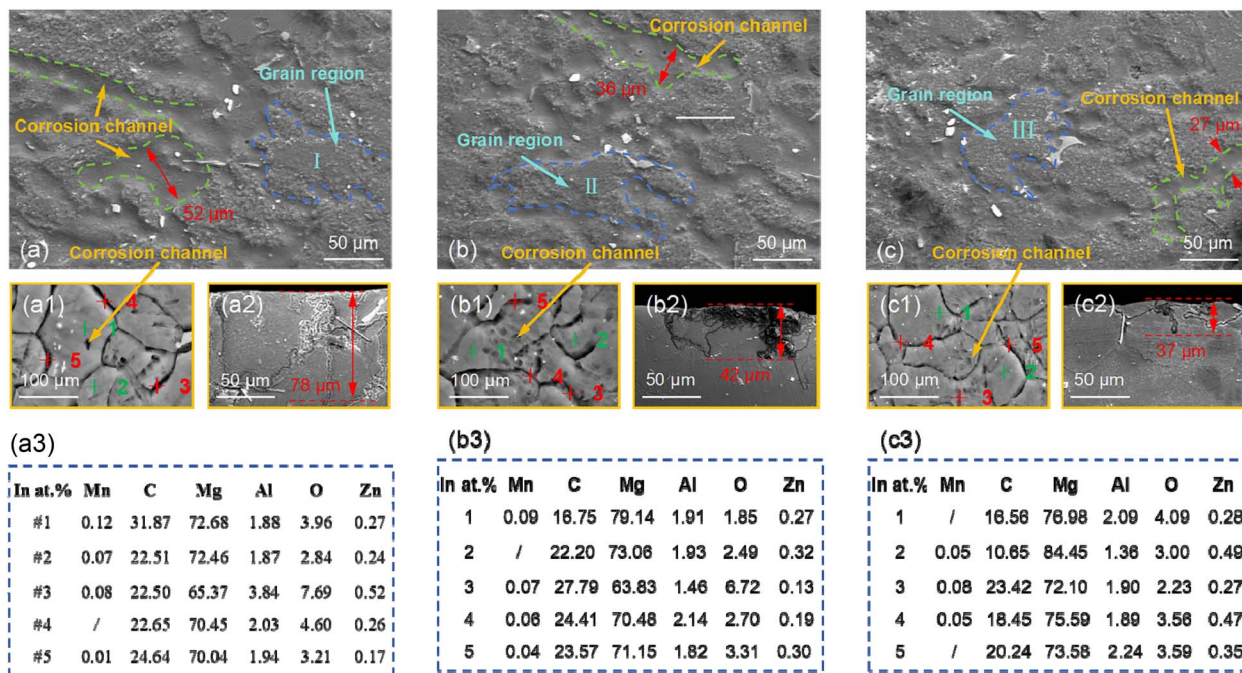 Corrosion channel
Grain region
I
52 μm
(a)
50 μm
Corrosion channel
36 μm
Grain region
II
(b)
50 μm
Grain region
III
Corrosion channel
27 μm
(c)
50 μm
Corrosion channel
(a1)
4
1
5
2
3
100 μm
(a2)
50 μm
78 μm
Corrosion channel
(b1)
5
1
2
4
3
100 μm
(b2)
50 μm
42 μm
Corrosion channel
(c1)
1
4
5
2
3
100 μm
(c2)
50 μm
37 μm
(a3)
In at.% Mn C Mg Al O Zn
#1 0.12 31.87 72.68 1.88 3.96 0.27
#2 0.07 22.51 72.46 1.87 2.84 0.24
#3 0.08 22.50 65.37 3.84 7.69 0.52
#4 / 22.65 70.45 2.03 4.60 0.26
#5 0.01 24.64 70.04 1.94 3.21 0.17
(b3)
In at.% Mn C Mg Al O Zn
1 0.09 16.75 79.14 1.91 1.85 0.27
2 / 22.20 73.06 1.93 2.49 0.32
3 0.07 27.79 63.83 1.46 6.72 0.13
4 0.06 24.41 70.46 2.14 2.70 0.19
5 0.04 23.57 71.15 1.82 3.31 0.30
(c3)
In at.% Mn C Mg Al O Zn
1 / 16.56 76.98 2.09 4.09 0.28
2 0.05 10.65 84.45 1.36 3.00 0.49
3 0.08 23.42 72.10 1.90 2.23 0.27
4 0.05 18.45 75.59 1.89 3.56 0.47
5 / 20.24 73.58 2.24 3.59 0.35